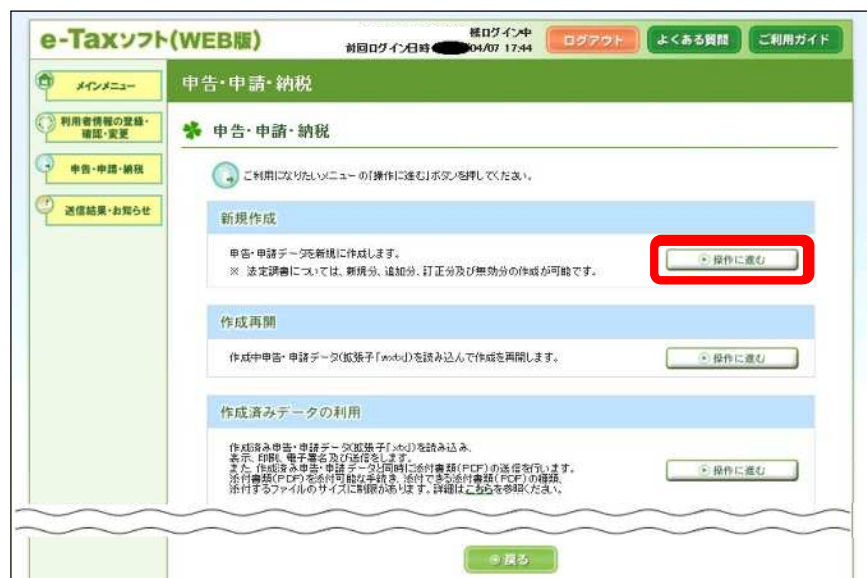 e-Taxソフト(WEB版)
様ログイン中
前回ログイン日時 04/07 17:44
ログアウト
よくある質問
ご利用ガイド
メインメニュー
利用者情報の登録・
確認・変更
申告・申請・納税
送信結果・お知らせ
申告・申請・納税
申告・申請・納税
ご利用になりたいメニューの「操作に進む」ボタンを押してください。
新規作成
申告・申請データを新規に作成します。
※ 法定調書については、新規分、追加分、訂正分及び無効分の作成が可能です。
操作に進む
作成再開
作成中申告・申請データ(拡張子「wxtx」)を読み込んで作成を再開します。
操作に進む
作成済みデータの利用
作成済み申告・申請データ(拡張子「xtx」)を読み込み、
表示、印刷、電子署名及び送信をします。
また、作成済み申告・申請データと同時に添付書類(PDF)の送信を行います。
添付書類(PDF)を添付可能な手続き、添付できる添付書類(PDF)の種類、
添付するファイルのサイズに制限があります。詳細はこちらを参照ください。
操作に進む
戻る